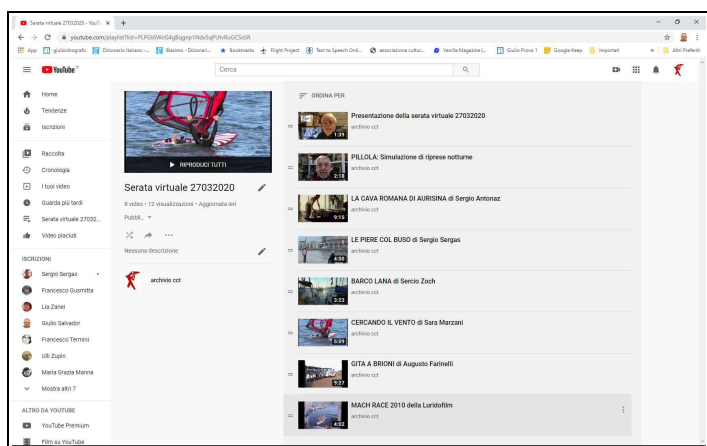 Serata virtuale 27032020 - YouT
youtube.com/playlist?list=PLPGt6WoG4gBqgnp1Ndx5qPUtvRuGCSxSR
App
giulioidrografo
Dizionario Italiano -...
Biasimo - Dizionari...
Bookmarks
Flight Project
Text to Speech Onli...
associazione cultur...
Vanilla Magazine |...
Giulio Prova 1
Google Keep
Importati
»
Altri Preferiti
YouTube IT
Cerca
Home
Tendenze
Iscrizioni
Raccolta
Cronologia
I tuoi video
Guarda più tardi
Serata virtuale 27032...
Video piaciuti
ISCRIZIONI
Sergio Sergas
Francesco Gusmitta
Lia Zanei
Giulio Salvador
Francesco Termini
Ulli Zupin
Maria Grazia Manna
Mostra altri 7
ALTRO DA YOUTUBE
YouTube Premium
Film su YouTube
RIPRODUCI TUTTI
Serata virtuale 27032020
8 video • 12 visualizzazioni • Aggiornata ieri
Pubbli...
Nessuna descrizione
archivio cct
ORDINA PER
Presentazione della serata virtuale 27032020
archivio cct
1:39
PILLOLA: Simulazione di riprese notturne
archivio cct
2:18
LA CAVA ROMANA DI AURISINA di Sergio Antonaz
archivio cct
9:15
LE PIERE COL BUSO di Sergio Sergas
archivio cct
4:00
BARCO LANA di Sercio Zoch
archivio cct
3:23
CERCANDO IL VENTO di Sara Marzani
archivio cct
5:09
GITA A BRIONI di Augusto Farinelli
archivio cct
9:27
MACH RACE 2010 della Luridofilm
archivio cct
4:02